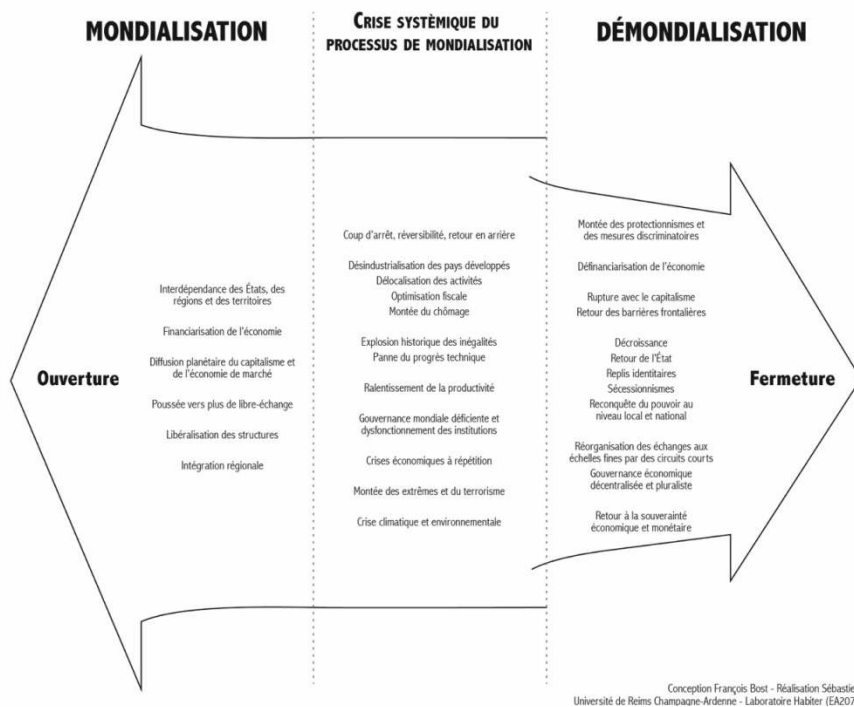 MONDIALISATION
CRISE SYSTÈMIQUE DU
PROCESSUS DE MONDIALISATION
DÉMONDIALISATION
Ouverture
Interdépendance des États, des
régions et des territoires
Financiarisation de l'économie
Diffusion planétaire du capitalisme et
de l'économie de marché
Poussée vers plus de libre-échange
Libéralisation des structures
Intégration régionale
Coup d'arrêt, réversibilité, retour en arrière
Désindustrialisation des pays développés
Délocalisation des activités
Optimisation fiscale
Montée du chômage
Explosion historique des inégalités
Panne du progrès technique
Ralentissement de la productivité
Gouvernance mondiale déficiente et
dysfonctionnement des institutions
Crises économiques à répétition
Montée des extrêmes et du terrorisme
Crise climatique et environnementale
Montée des protectionnismes et
des mesures discriminatoires
Définanciarisation de l'économie
Rupture avec le capitalisme
Retour des barrières frontalières
Décroissance
Retour de l'État
Replis identitaires
Sécessionnismes
Reconquête du pouvoir au
niveau local et national
Réorganisation des échanges aux
échelles fines par des circuits courts
Gouvernance économique
décentralisée et pluraliste
Retour à la souverainté
économique et monétaire
Fermeture
Conception François Bost - Réalisation Sébastie
Université de Reims Champagne-Ardenne - Laboratoire Habiter (EA207